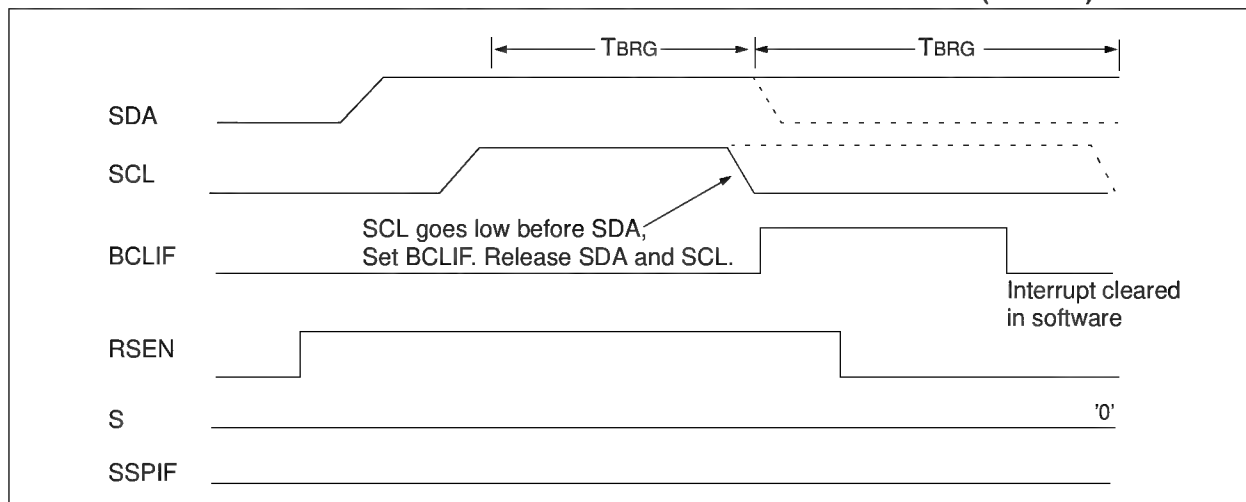 TBRG TBRG
SDA
SCL
SCL goes low before SDA,
Set BCLIF. Release SDA and SCL.
BCLIF
Interrupt cleared
in software
RSEN
S '0'
SSPIF